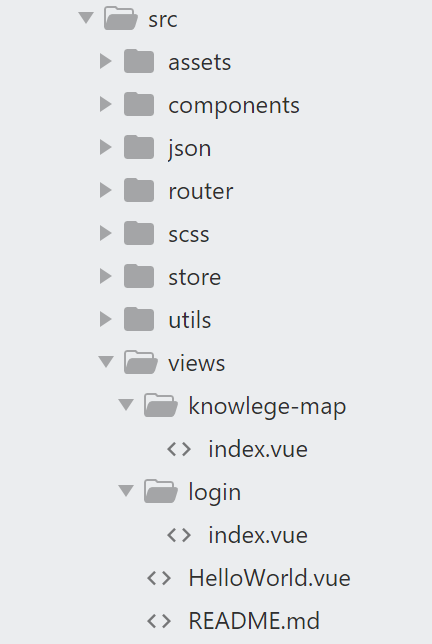 src
assets
components
json
router
scss
store
utils
views
knowlege-map
index.vue
login
index.vue
HelloWorld.vue
README.md